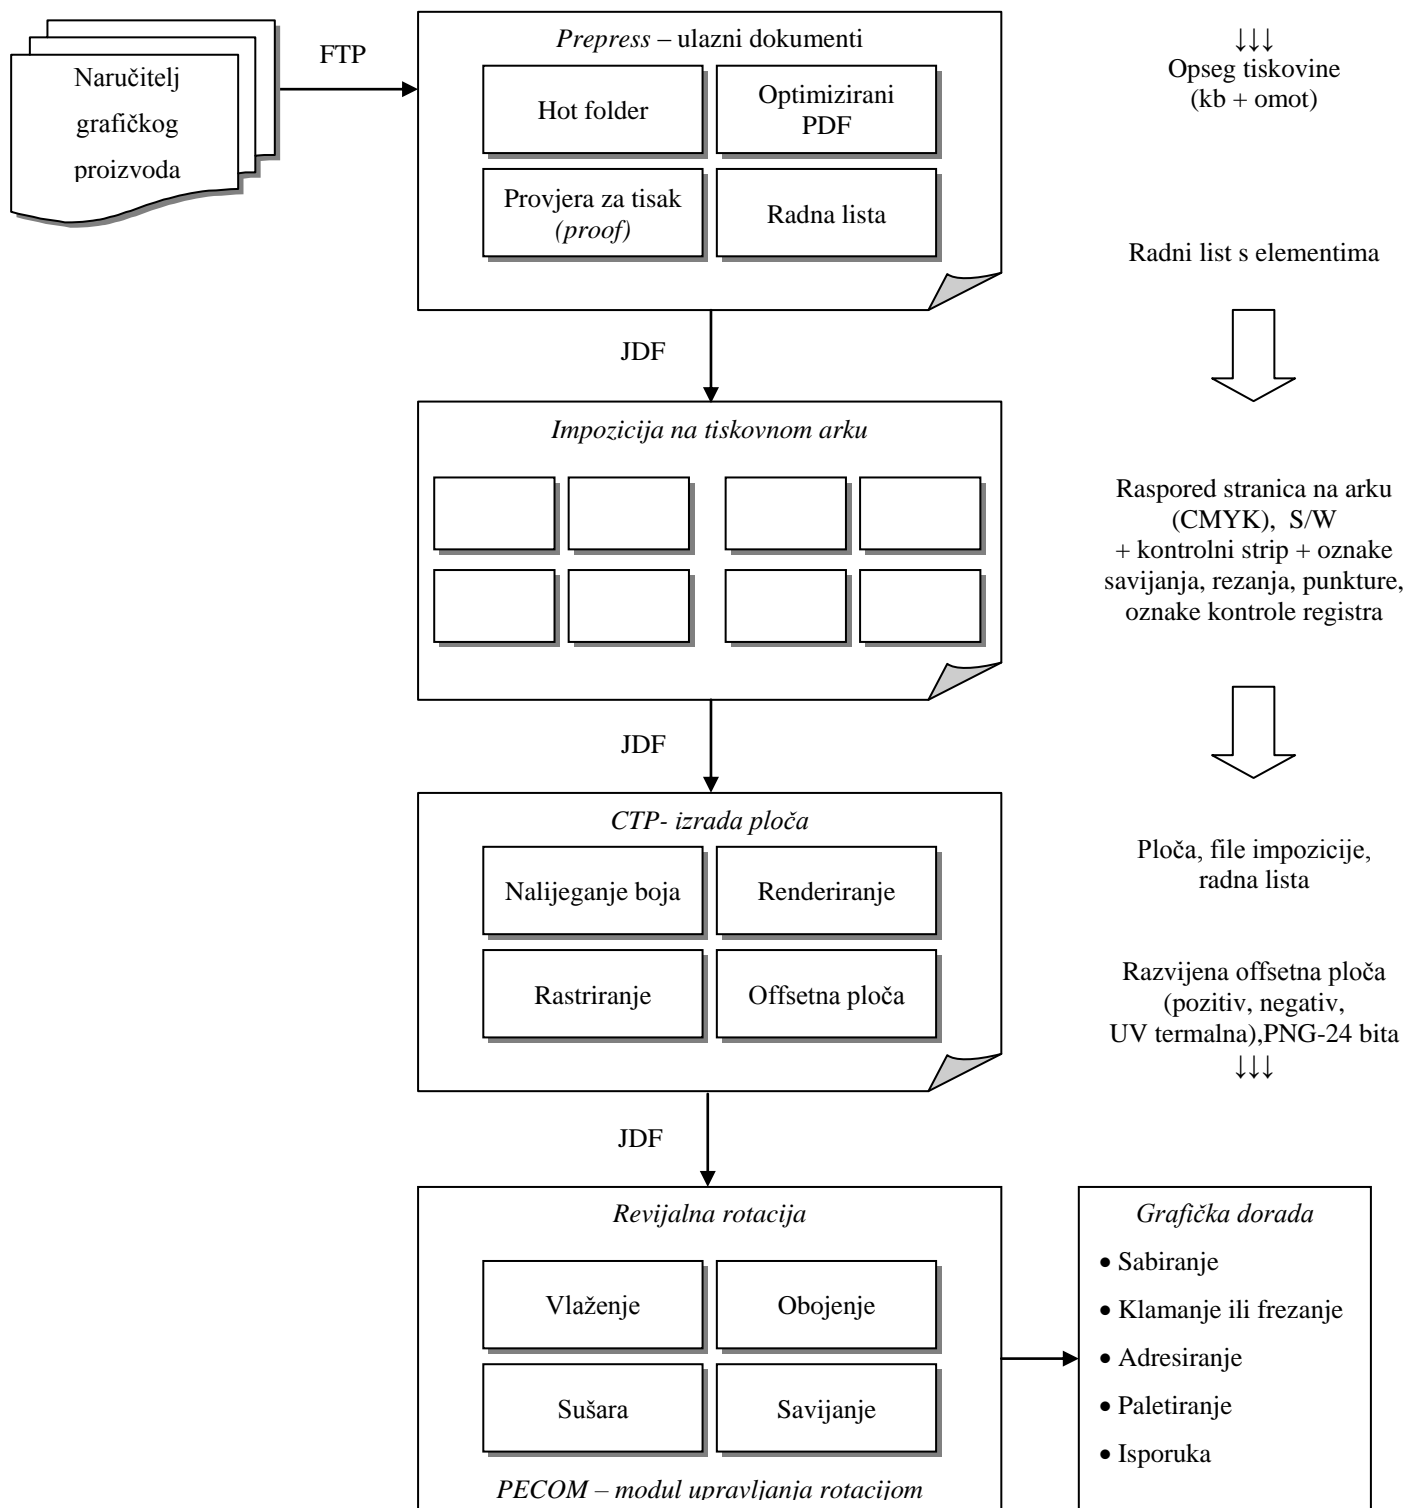 Naručitelj
grafičkog
proizvoda
FTP
Prepress – ulazni dokumenti
Hot folder
Optimizirani
PDF
Provjera za tisak
(proof)
Radna lista
↓↓↓
Opseg tiskovine
(kb + omot)
Radni list s elementima
JDF
Impozicija na tiskovnom arku
Raspored stranica na arku
(CMYK), S/W
+ kontrolni strip + oznake
savijanja, rezanja, punkture,
oznake kontrole registra
JDF
CTP- izrada ploča
Nalijeganje boja
Renderiranje
Rastriranje
Offsetna ploča
Ploča, file impozicije,
radna lista
Razvijena offsetna ploča
(pozitiv, negativ,
UV termalna),PNG-24 bita
↓↓↓
JDF
Revijalna rotacija
Vlaženje
Obojenje
Sušara
Savijanje
PECOM – modul upravljanja rotacijom
Grafička dorada
• Sabiranje
• Klamanje ili frezanje
• Adresiranje
• Paletiranje
• Isporuka